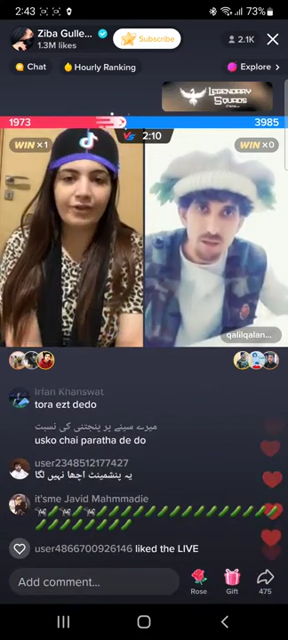 2:43
73%
Ziba Gulle...
1.3M likes
Subscribe
2.1K
Chat
Hourly Ranking
Explore >
LEGENDARY
SQUADS
1973
3985
WIN ×1
VS 2:10
WIN ×0
qalilqalan...
Irfan Khanswat
tora ezt dedo
میرے سینے پر پنجتنی کی نسبت
usko chai paratha de do
user2348512177427
یہ پنشمینٹ اچھا نہیں لگا
it'sme Javid Mahmmadie
user4866700926146 liked the LIVE
Add comment...
Rose
Gift
475